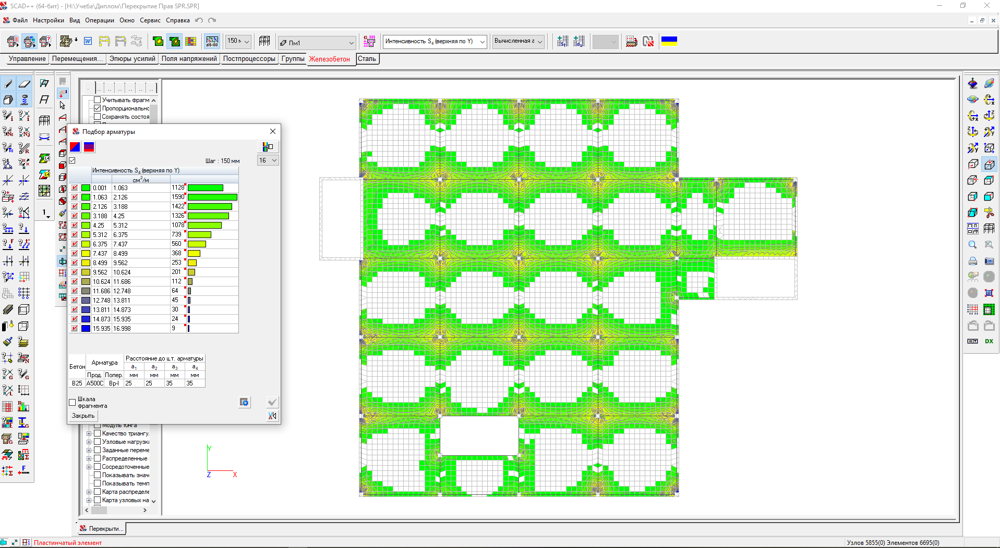 SCAD++ (64-бит) - [H:\Учеба\Диплом\Перекрытие Прав SPR.SPR]
Файл Настройки Вид Операции Окно Сервис Справка
d16:100 150 м Пм1 Интенсивность S4 (верхняя по Y) Вычисленная а
Управление Перемещения... Эпюры усилий Поля напряжений Постпроцессоры Группы Железобетон Сталь
Учитывать фрагм
Пропорционально
Сохранять состоя
Подбор арматуры
Шаг : 150 мм 16
Интенсивность S4 (верхняя по Y)
см2/м
0.001 1.063 1128
1.063 2.126 1590
2.126 3.188 1422
3.188 4.25 1326
4.25 5.312 1078
5.312 6.375 739
6.375 7.437 560
7.437 8.499 368
8.499 9.562 253
9.562 10.624 201
10.624 11.686 112
11.686 12.748 64
12.748 13.811 45
13.811 14.873 30
14.873 15.935 24
15.935 16.998 9
Бетон Арматура Расстояние до ц.т. арматуры
a1 a2 a3 a4
Прод. Попер. мм мм мм мм
B25 A500C Bp-I 25 25 35 35
Шкала
фрагмента
Закрыть
Модуль Юнга
Качество триангу.
Узловые нагрузки
Заданные переме
Распределенные
Сосредоточенные
Показывать знач
Показывать темп
Карта распределе
Карта узловых на
Y
Z X
DX
Перекрыти...
Пластинчатый элемент
Узлов 5855(0) Элементов 6695(0)